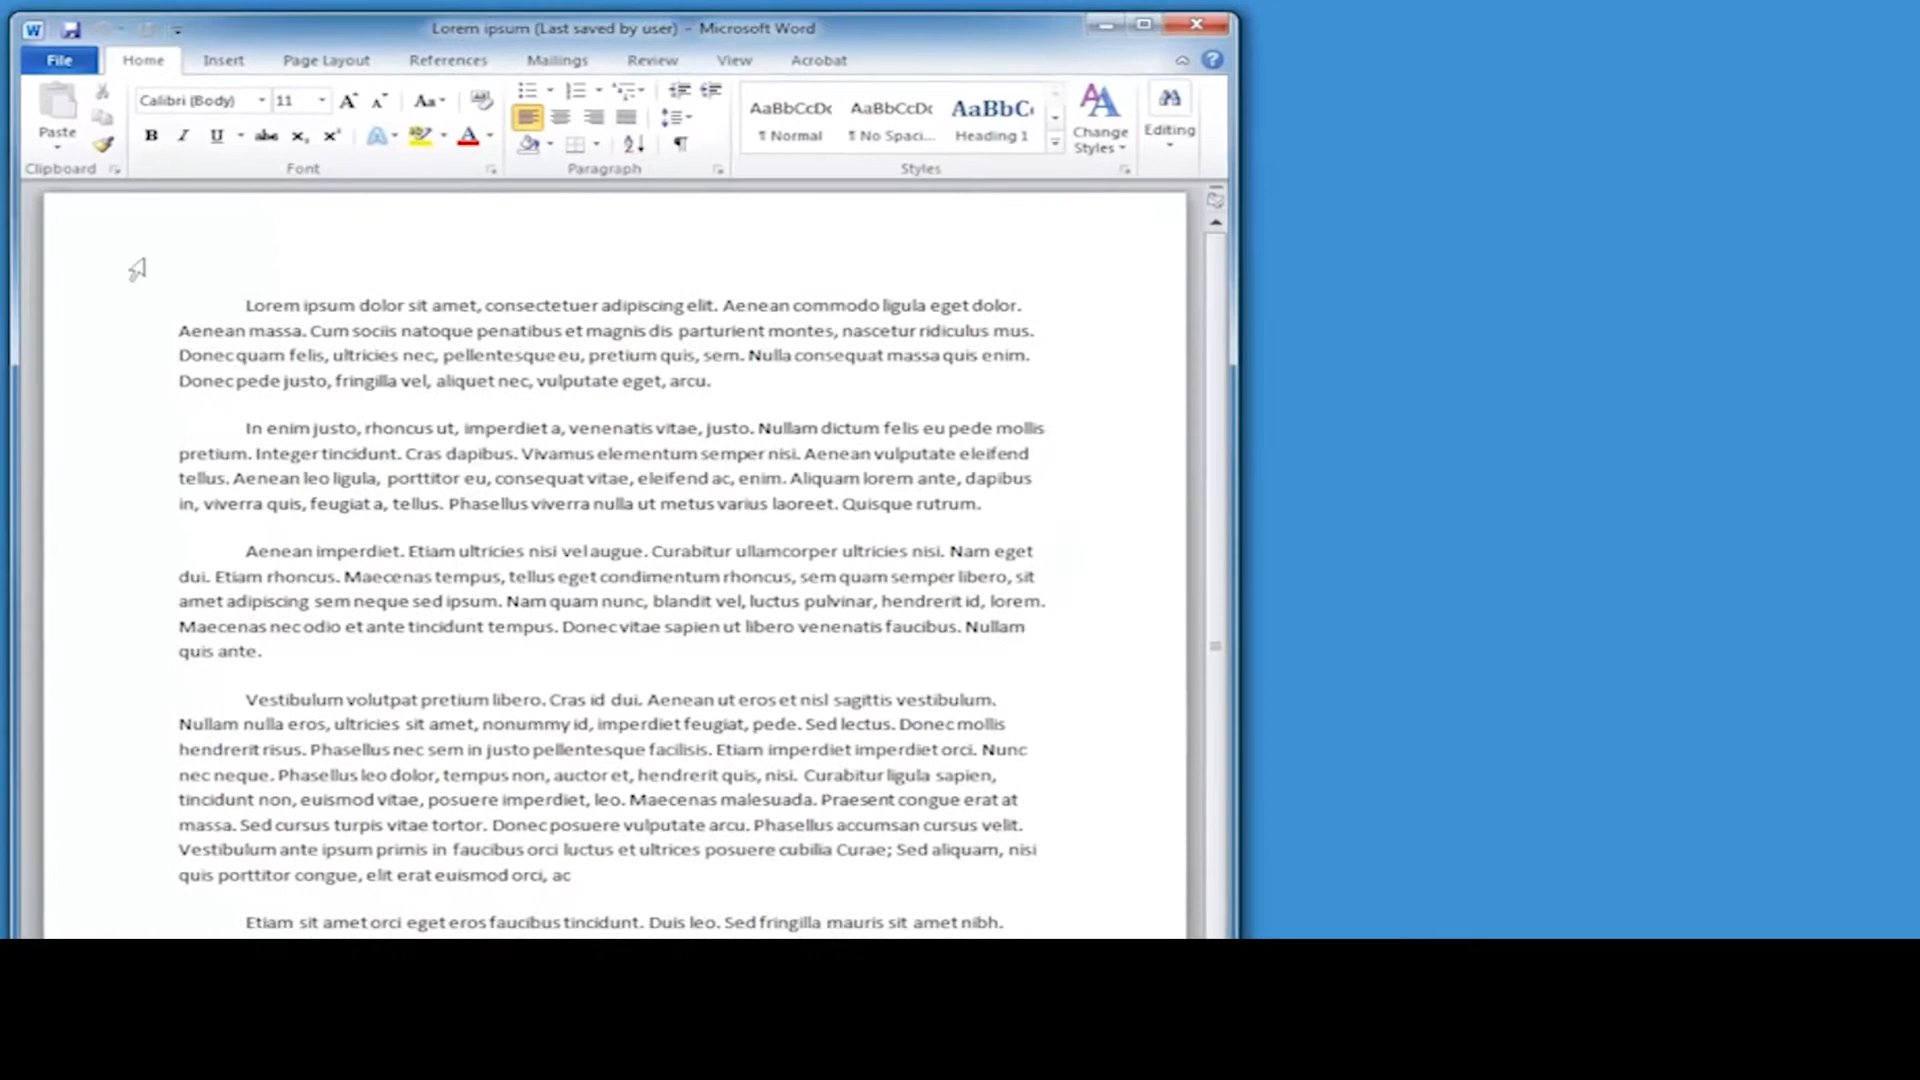 Lorem ipsum (Last saved by user) - Microsoft Word
File Home Insert Page Layout References Mailings Review View Acrobat
Paste
Clipboard
Calibri (Body) 11
Font
Paragraph
AaBbCcDc AaBbCcDc AaBbC
¶ Normal ¶ No Spaci... Heading 1
Styles
Change
Styles
Editing
Lorem ipsum dolor sit amet, consectetuer adipiscing elit. Aenean commodo ligula eget dolor.
Aenean massa. Cum sociis natoque penatibus et magnis dis parturient montes, nascetur ridiculus mus.
Donec quam felis, ultricies nec, pellentesque eu, pretium quis, sem. Nulla consequat massa quis enim.
Donec pede justo, fringilla vel, aliquet nec, vulputate eget, arcu.
In enim justo, rhoncus ut, imperdiet a, venenatis vitae, justo. Nullam dictum felis eu pede mollis
pretium. Integer tincidunt. Cras dapibus. Vivamus elementum semper nisi. Aenean vulputate eleifend
tellus. Aenean leo ligula, porttitor eu, consequat vitae, eleifend ac, enim. Aliquam lorem ante, dapibus
in, viverra quis, feugiat a, tellus. Phasellus viverra nulla ut metus varius laoreet. Quisque rutrum.
Aenean imperdiet. Etiam ultricies nisi vel augue. Curabitur ullamcorper ultricies nisi. Nam eget
dui. Etiam rhoncus. Maecenas tempus, tellus eget condimentum rhoncus, sem quam semper libero, sit
amet adipiscing sem neque sed ipsum. Nam quam nunc, blandit vel, luctus pulvinar, hendrerit id, lorem.
Maecenas nec odio et ante tincidunt tempus. Donec vitae sapien ut libero venenatis faucibus. Nullam
quis ante.
Vestibulum volutpat pretium libero. Cras id dui. Aenean ut eros et nisl sagittis vestibulum.
Nullam nulla eros, ultricies sit amet, nonummy id, imperdiet feugiat, pede. Sed lectus. Donec mollis
hendrerit risus. Phasellus nec sem in justo pellentesque facilisis. Etiam imperdiet imperdiet orci. Nunc
nec neque. Phasellus leo dolor, tempus non, auctor et, hendrerit quis, nisi. Curabitur ligula sapien,
tincidunt non, euismod vitae, posuere imperdiet, leo. Maecenas malesuada. Praesent congue erat at
massa. Sed cursus turpis vitae tortor. Donec posuere vulputate arcu. Phasellus accumsan cursus velit.
Vestibulum ante ipsum primis in faucibus orci luctus et ultrices posuere cubilia Curae; Sed aliquam, nisi
quis porttitor congue, elit erat euismod orci, ac
Etiam sit amet orci eget eros faucibus tincidunt. Duis leo. Sed fringilla mauris sit amet nibh.